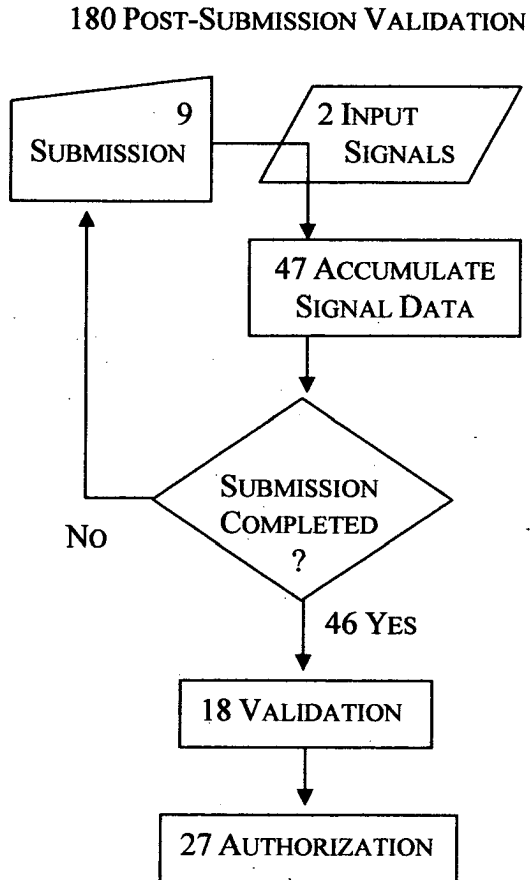 180 POST-SUBMISSION VALIDATION
9
SUBMISSION
2 INPUT
SIGNALS
47 ACCUMULATE
SIGNAL DATA
SUBMISSION
COMPLETED
?
NO
46 YES
18 VALIDATION
27 AUTHORIZATION